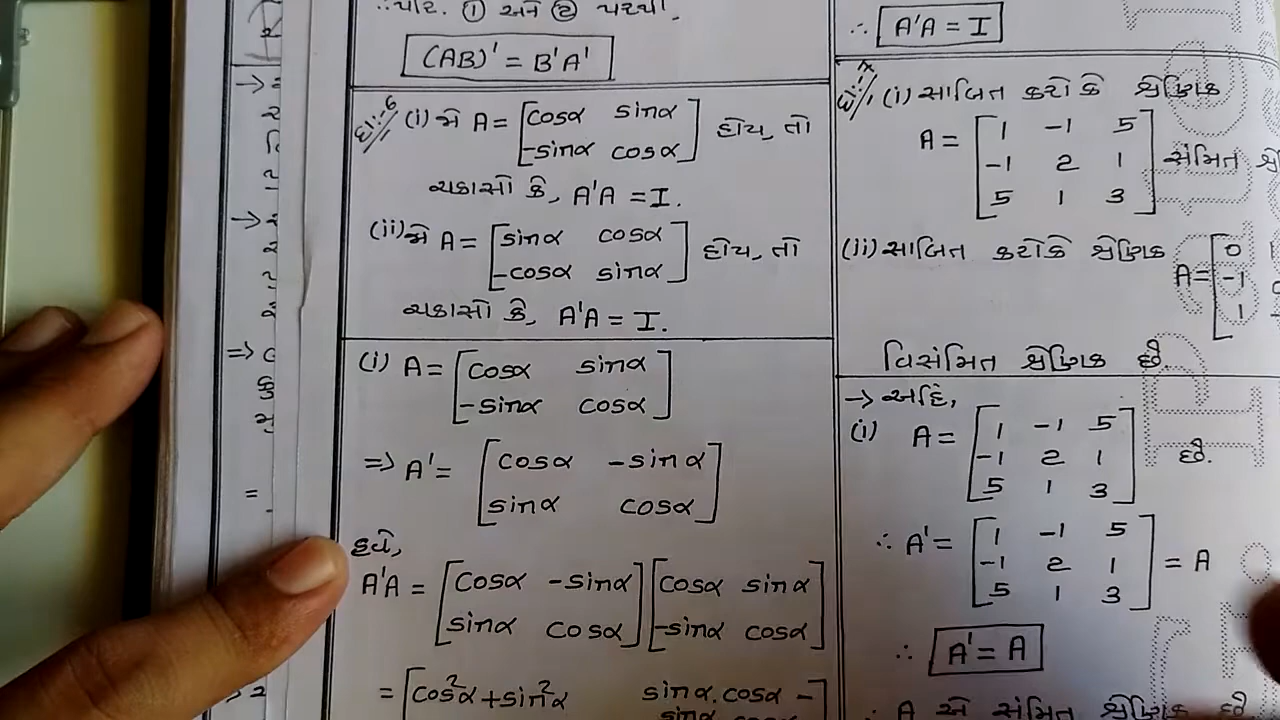 ∴પરિ. ① અને ② પરથી.
(AB)' = B'A'
દા.-6 (i) જો A = [cosα sinα
-sinα cosα] હોય, તો
ચકાસો કે, A'A = I.
(ii) જો A = [sinα cosα
-cosα sinα] હોય, તો
ચકાસો કે, A'A = I.
(i) A = [cosα sinα
-sinα cosα]
=> A' = [cosα -sinα
sinα cosα]
હવે,
A'A = [cosα -sinα] [cosα sinα]
[sinα cosα] [-sinα cosα]
= [cos²α + sin²α sinα.cosα -
∴ A'A = I
(i) સાબિત કરો કે શ્રેણિક
A = [1 -1 5
-1 2 1
5 1 3] સંમિત
(ii) સાબિત કરો કે શ્રેણિક
A = [0
-1
1
વિસંમિત શ્રેણિક છે.
→ અહિં,
(i) A = [1 -1 5
-1 2 1
5 1 3] છે.
∴ A' = [1 -1 5
-1 2 1
5 1 3] = A
∴ A' = A
∴ A એ સંમિત શ્રેણિક છે